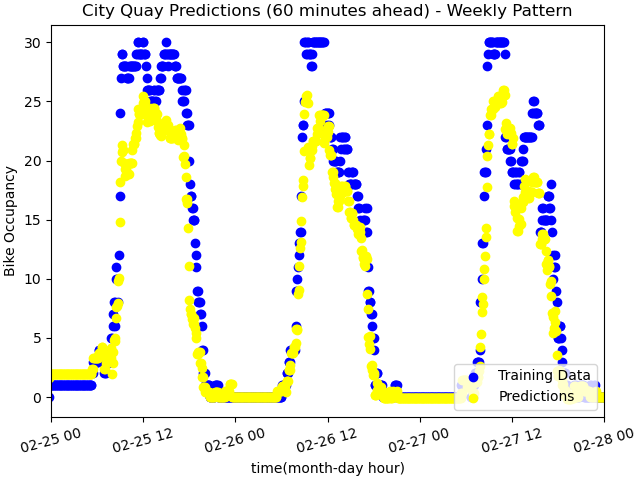 City Quay Predictions (60 minutes ahead) - Weekly Pattern
30
25
20
15
10
5
0
Bike Occupancy
Training Data
Predictions
02-25 00
02-25 12
02-26 00
02-26 12
02-27 00
02-27 12
02-28 00
time(month-day hour)